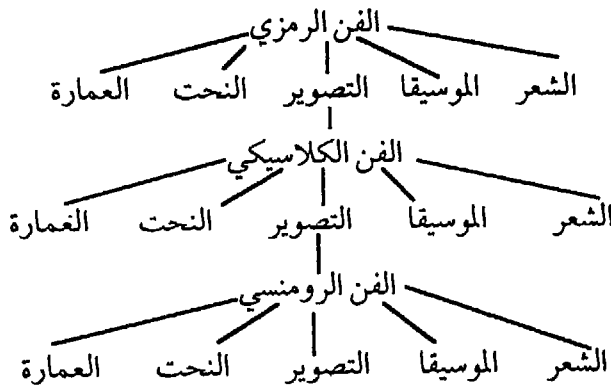 الفن الرمزي
الشعر الموسيقا التصوير النحت العمارة
الفن الكلاسيكي
الشعر الموسيقا التصوير النحت الغمارة
الفن الرومنسي
الشعر الموسيقا التصوير النحت العمارة